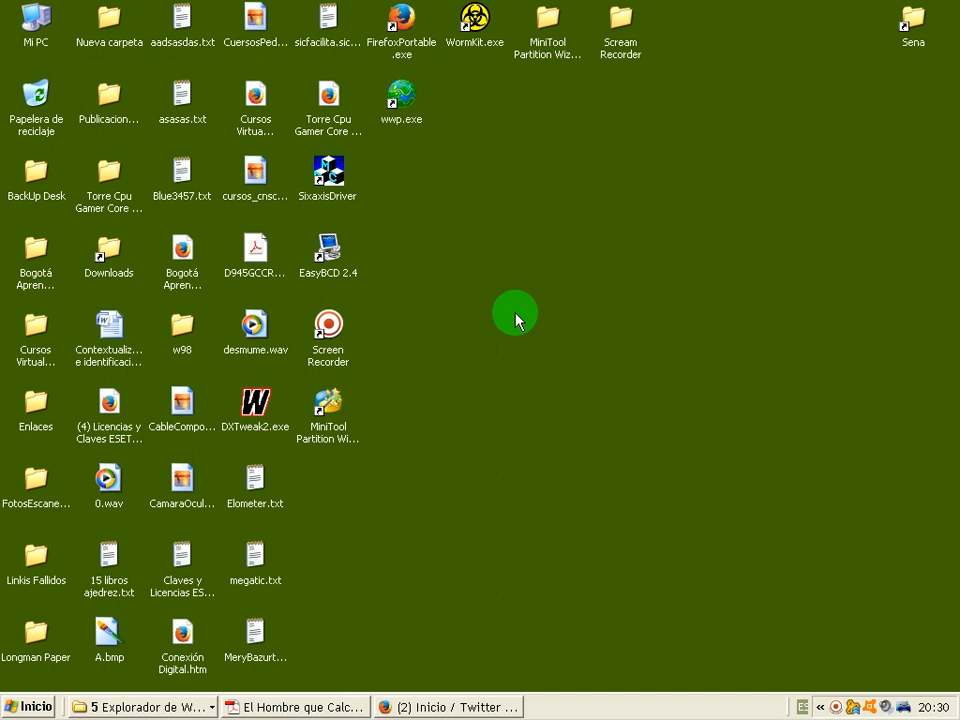 Mi PC
Nueva carpeta
aadsasdas.txt
CuersosPed...
sicfacilita.sic...
FirefoxPortable
.exe
WormKit.exe
MiniTool
Partition Wiz...
Scream
Recorder
Sena
Papelera de
reciclaje
Publicacion...
asasas.txt
Cursos
Virtua...
Torre Cpu
Gamer Core ...
wwp.exe
BackUp Desk
Torre Cpu
Gamer Core ...
Blue3457.txt
cursos_cnsc...
SixaxisDriver
Bogotá
Apren...
Downloads
Bogotá
Apren...
D945GCCR...
EasyBCD 2.4
Cursos
Virtual...
Contextualiz...
e identificaci...
w98
desmume.wav
Screen
Recorder
Enlaces
(4) Licencias y
Claves ESET...
CableCompo...
DXTweak2.exe
MiniTool
Partition Wi...
FotosEscane...
0.wav
CamaraOcul...
Elometer.txt
Linkis Fallidos
15 libros
ajedrez.txt
Claves y
Licencias ES...
megatic.txt
Longman Paper
A.bmp
Conexión
Digital.htm
MeryBazurt...
Inicio
5 Explorador de W...
El Hombre que Calc...
(2) Inicio / Twitter ...
ES
«
20:30